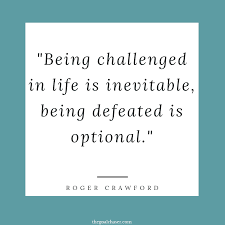 "Being challenged
in life is inevitable,
being defeated is
optional."
ROGER CRAWFORD